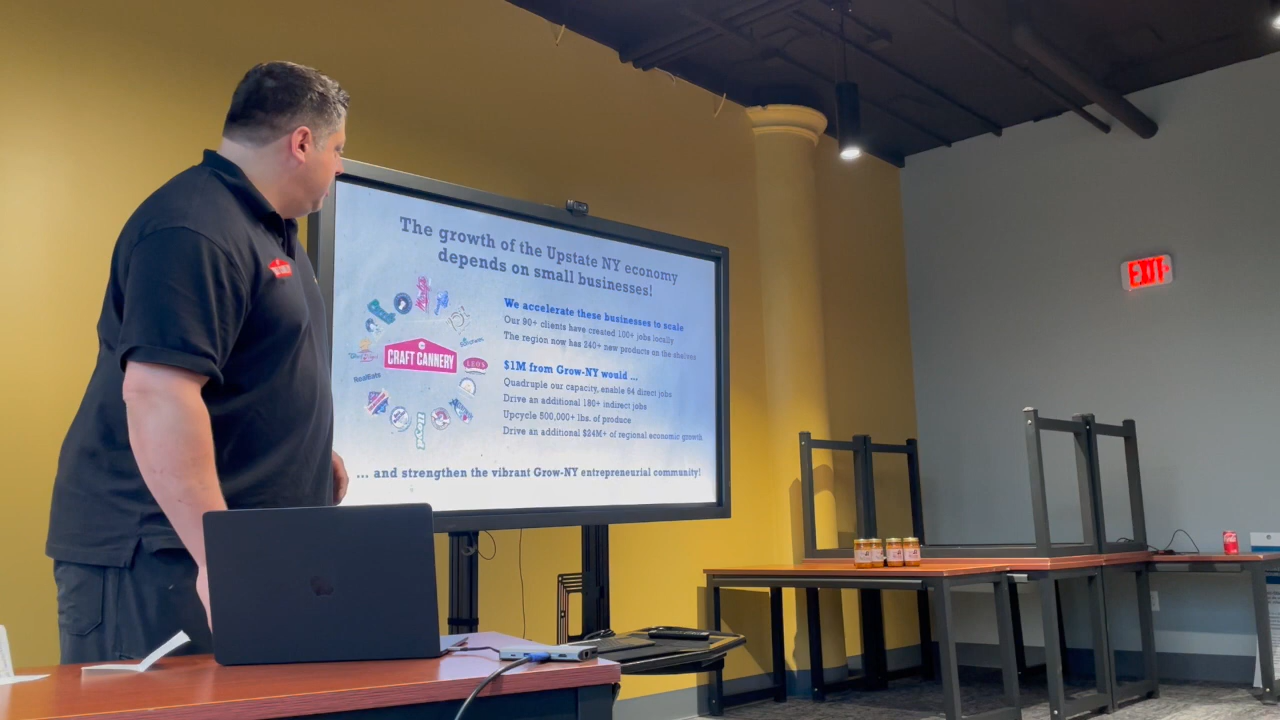 The growth of the Upstate NY economy
depends on small businesses!
We accelerate these businesses to scale
Our 90+ clients have created 100+ jobs locally
The region now has 240+ new products on the shelves
CRAFT CANNERY
LEO'S
RealEats
$1M from Grow-NY would ...
Quadruple our capacity, enable 64 direct jobs
Drive an additional 180+ indirect jobs
Upcycle 500,000+ lbs. of produce
Drive an additional $24M+ of regional economic growth
... and strengthen the vibrant Grow-NY entrepreneurial community!
EXIT